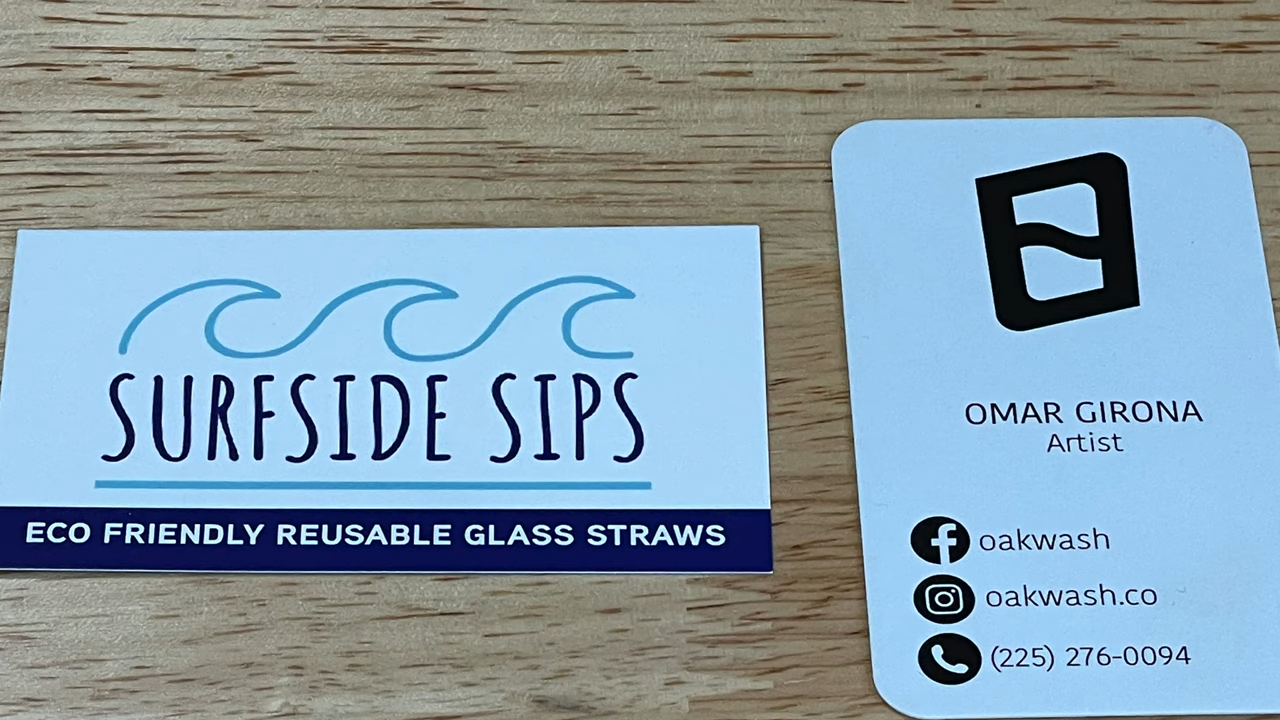 SURFSIDE SIPS
ECO FRIENDLY REUSABLE GLASS STRAWS
OMAR GIRONA
Artist
oakwash
oakwash.co
(225) 276-0094